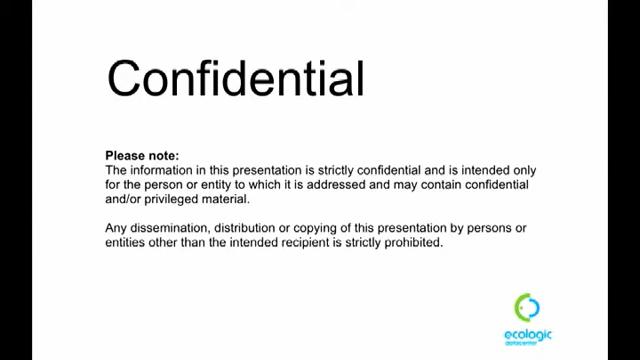 Confidential
Please note:
The information in this presentation is strictly confidential and is intended only
for the person or entity to which it is addressed and may contain confidential
and/or privileged material.
Any dissemination, distribution or copying of this presentation by persons or
entities other than the intended recipient is strictly prohibited.
ecologic
datacenter